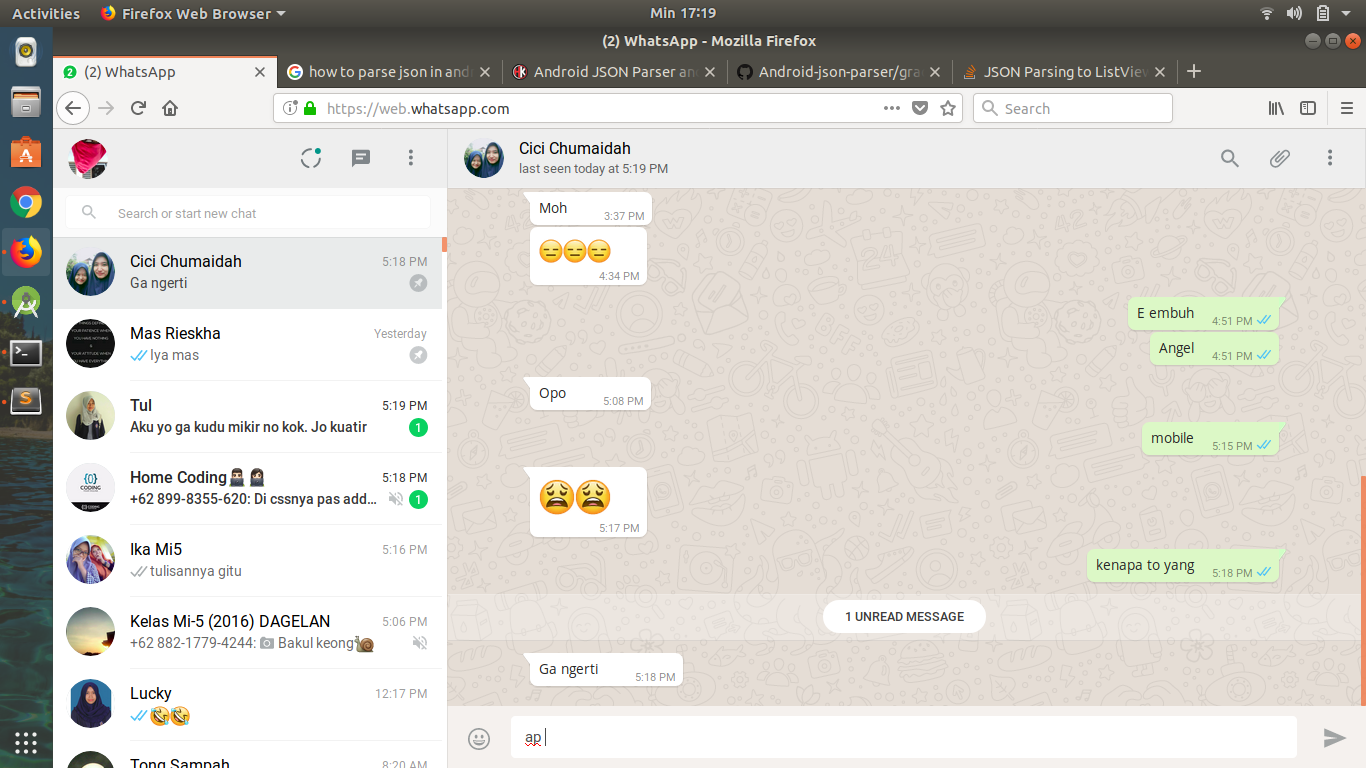 Activities Firefox Web Browser Min 17:19
(2) WhatsApp - Mozilla Firefox
(2) WhatsApp how to parse json in and Android JSON Parser an Android-json-parser/gra JSON Parsing to ListView
https://web.whatsapp.com Search
Cici Chumaidah
last seen today at 5:19 PM
Search or start new chat
Cici Chumaidah 5:18 PM
Ga ngerti
Mas Rieskha Yesterday
Iya mas
Tul 5:19 PM
Aku yo ga kudu mikir no kok. Jo kuatir 1
Home Coding 5:18 PM
+62 899-8355-620: Di cssnya pas add... 1
Ika Mi5 5:16 PM
tulisannya gitu
Kelas Mi-5 (2016) DAGELAN 5:06 PM
+62 882-1779-4244: Bakul keong
Lucky 12:17 PM
Tong Sampah 8:20 AM
Moh 3:37 PM
😑😑😑
4:34 PM
E embuh 4:51 PM
Angel 4:51 PM
Opo 5:08 PM
mobile 5:15 PM
😩😩
5:17 PM
kenapa to yang 5:18 PM
1 UNREAD MESSAGE
Ga ngerti 5:18 PM
ap